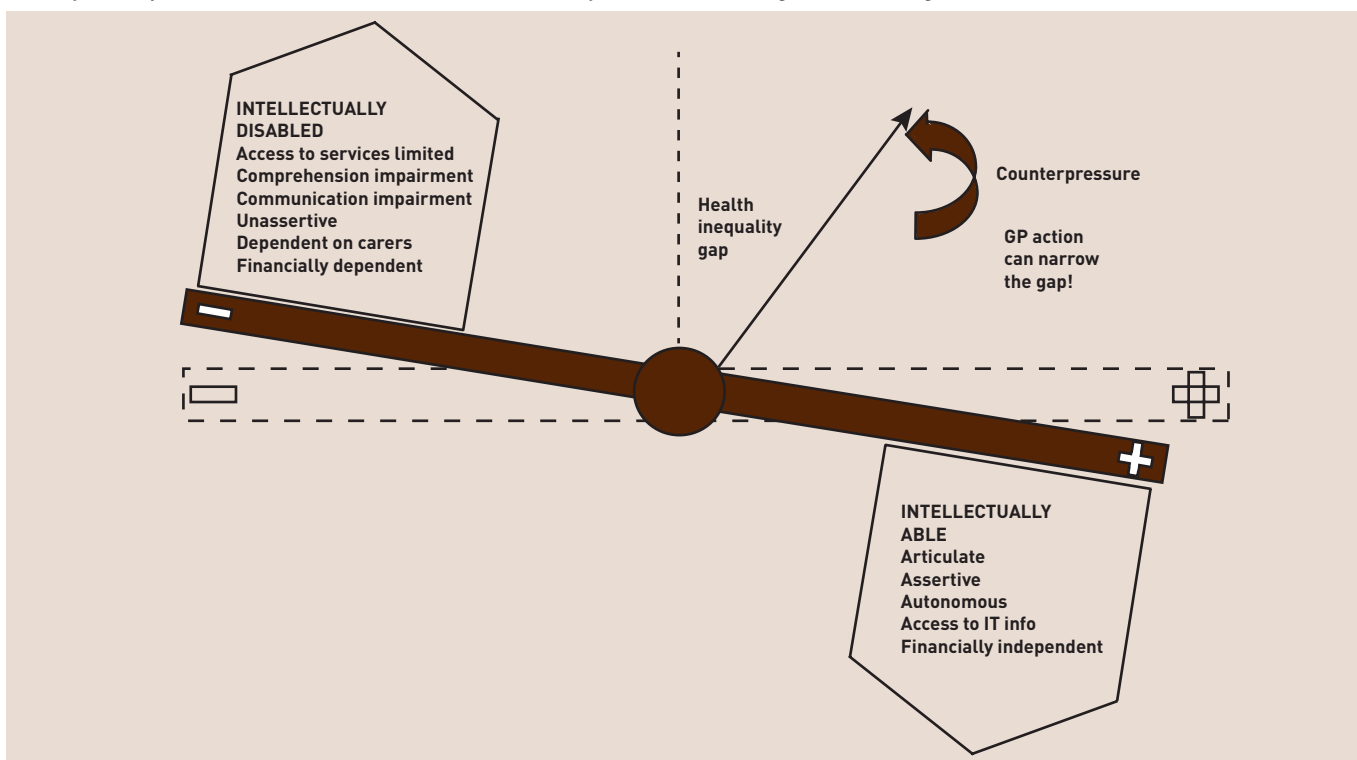 INTELLECTUALLY
DISABLED
Access to services limited
Comprehension impairment
Communication impairment
Unassertive
Dependent on carers
Financially dependent
Health
inequality
gap
Counterpressure
GP action
can narrow
the gap!
INTELLECTUALLY
ABLE
Articulate
Assertive
Autonomous
Access to IT info
Financially independent